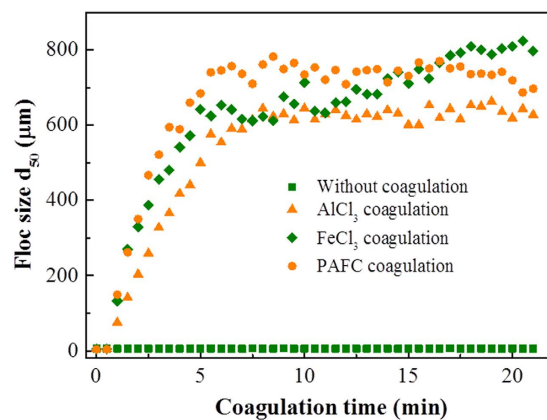 800
600
400
200
0
Floc size d₅₀ (μm)
Without coagulation
AlCl₃ coagulation
FeCl₃ coagulation
PAFC coagulation
0 5 10 15 20
Coagulation time (min)